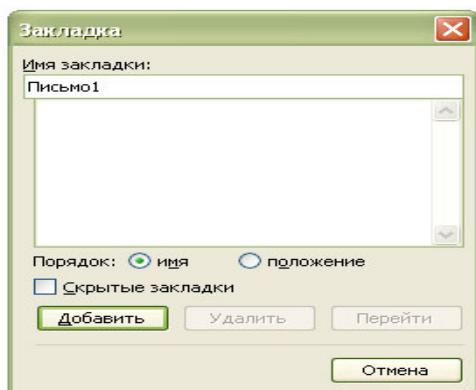 Закладка
Имя закладки:
Письмо1
Порядок: имя положение
Скрытые закладки
Добавить Удалить Перейти
Отмена